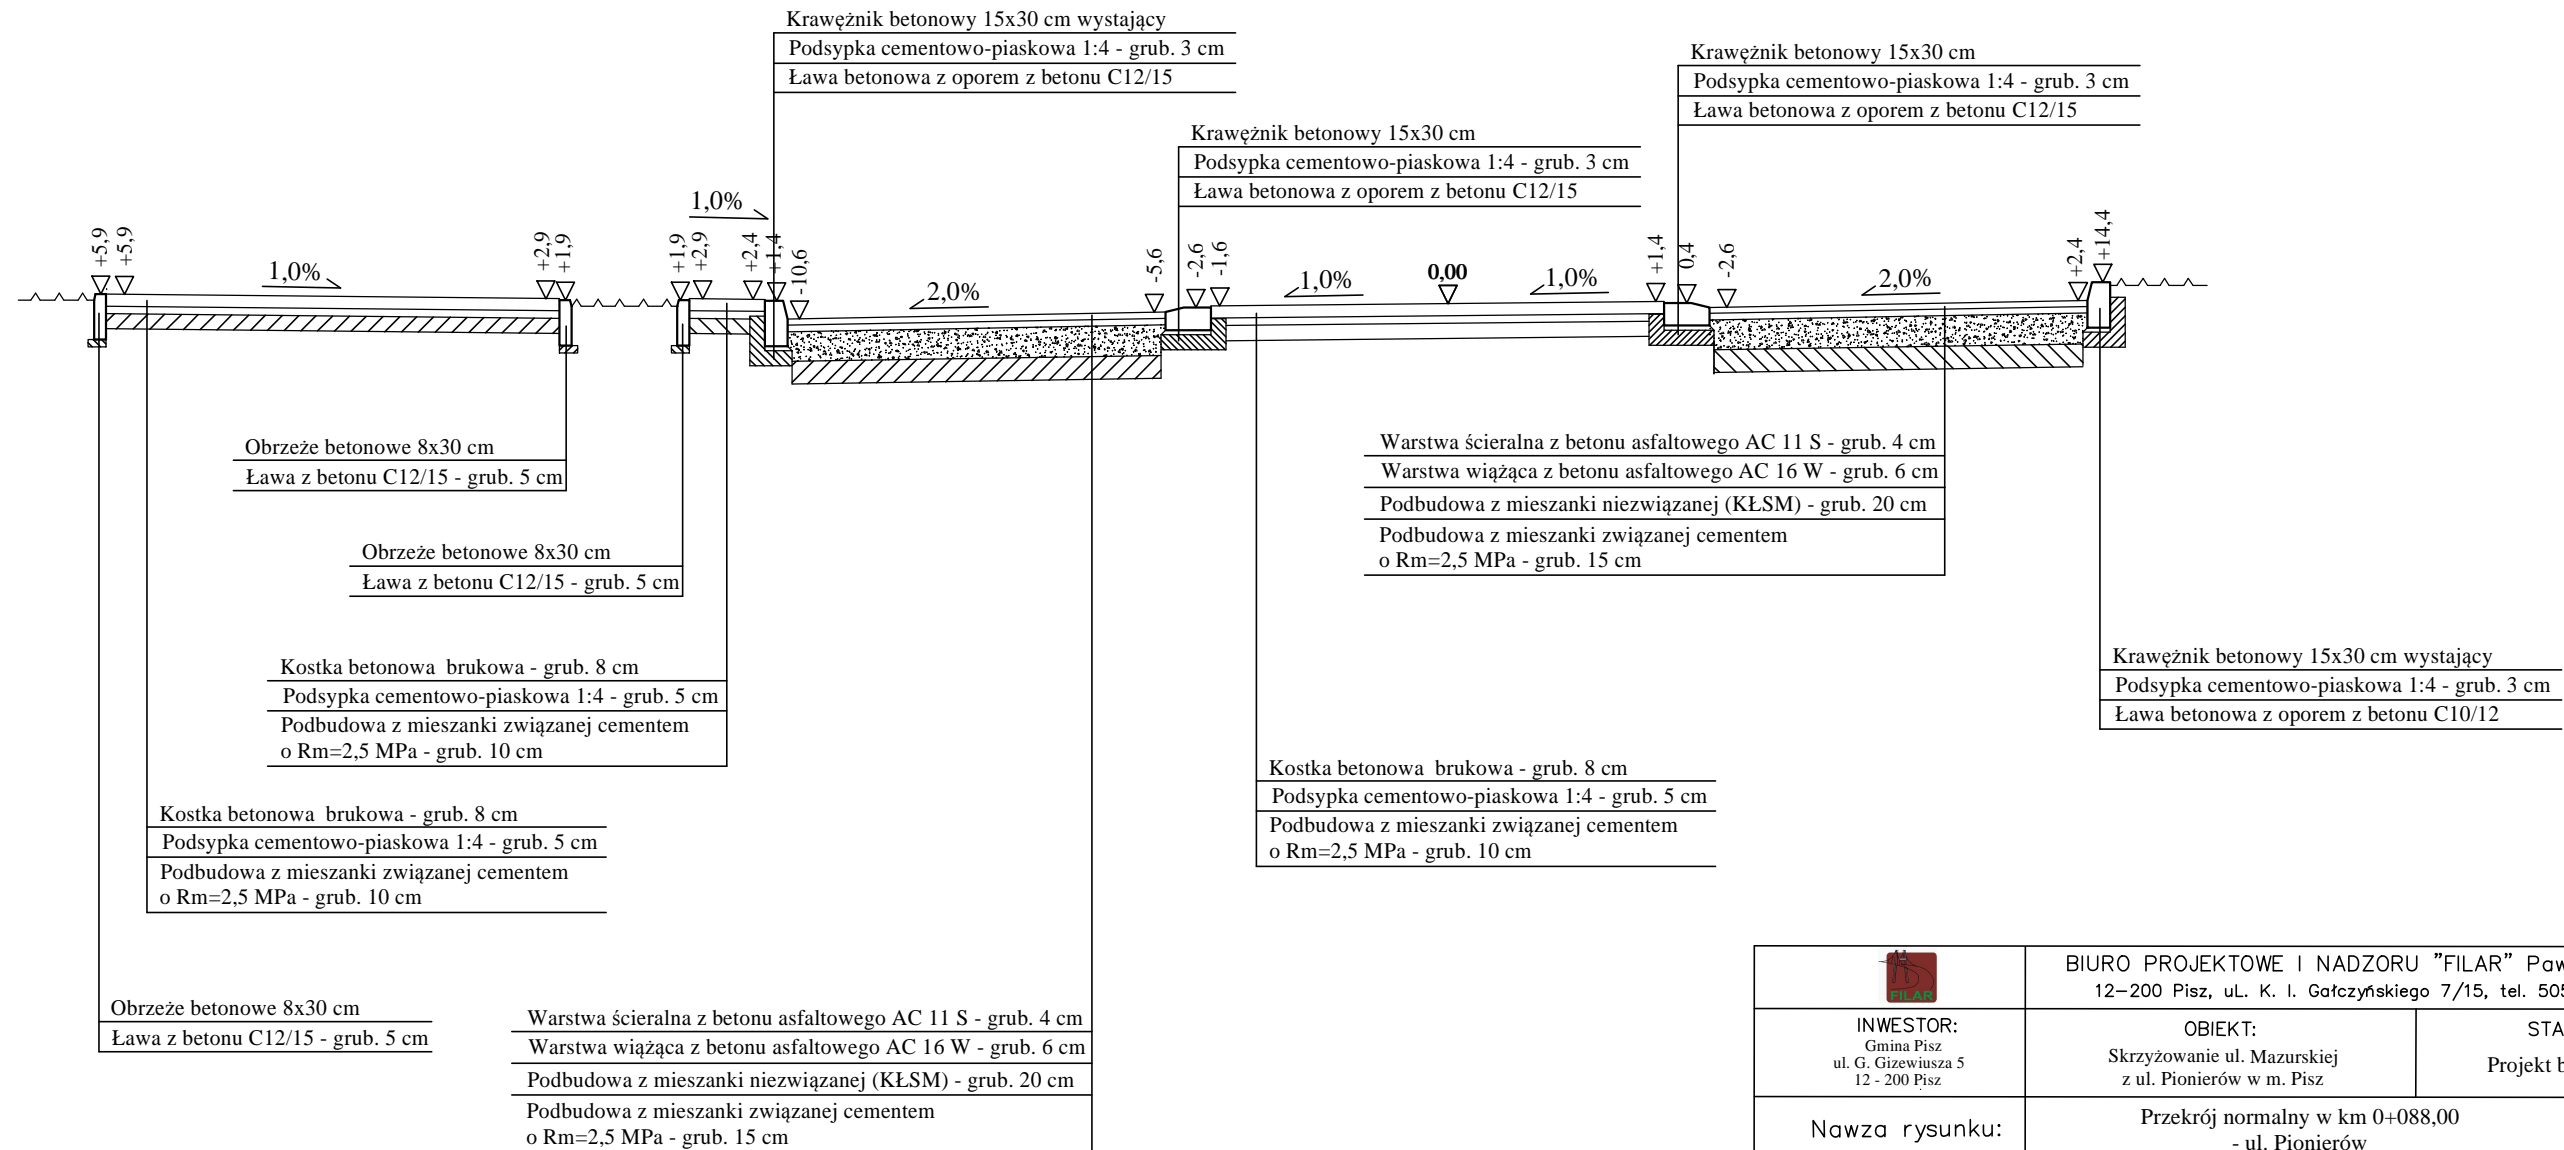 Krawężnik betonowy 15x30 cm wystający
Podsypka cementowo-piaskowa 1:4 - grub. 3 cm
Ława betonowa z oporem z betonu C12/15
Krawężnik betonowy 15x30 cm
Podsypka cementowo-piaskowa 1:4 - grub. 3 cm
Ława betonowa z oporem z betonu C12/15
Krawężnik betonowy 15x30 cm
Podsypka cementowo-piaskowa 1:4 - grub. 3 cm
Ława betonowa z oporem z betonu C12/15
+5,9
+5,9
1,0%
+2,9
+1,9
+1,9
+2,9
1,0%
+2,4
+1,4
-10,6
2,0%
-5,6
-2,6
-1,6
1,0%
0,00
1,0%
+1,4
0,4
-2,6
2,0%
+2,4
+14,4
Obrzeże betonowe 8x30 cm
Ława z betonu C12/15 - grub. 5 cm
Obrzeże betonowe 8x30 cm
Ława z betonu C12/15 - grub. 5 cm
Warstwa ścieralna z betonu asfaltowego AC 11 S - grub. 4 cm
Warstwa wiążąca z betonu asfaltowego AC 16 W - grub. 6 cm
Podbudowa z mieszanki niezwiązanej (KŁSM) - grub. 20 cm
Podbudowa z mieszanki związanej cementem
o Rm=2,5 MPa - grub. 15 cm
Kostka betonowa brukowa - grub. 8 cm
Podsypka cementowo-piaskowa 1:4 - grub. 5 cm
Podbudowa z mieszanki związanej cementem
o Rm=2,5 MPa - grub. 10 cm
Krawężnik betonowy 15x30 cm wystający
Podsypka cementowo-piaskowa 1:4 - grub. 3 cm
Ława betonowa z oporem z betonu C10/12
Kostka betonowa brukowa - grub. 8 cm
Podsypka cementowo-piaskowa 1:4 - grub. 5 cm
Podbudowa z mieszanki związanej cementem
o Rm=2,5 MPa - grub. 10 cm
Kostka betonowa brukowa - grub. 8 cm
Podsypka cementowo-piaskowa 1:4 - grub. 5 cm
Podbudowa z mieszanki związanej cementem
o Rm=2,5 MPa - grub. 10 cm
Obrzeże betonowe 8x30 cm
Ława z betonu C12/15 - grub. 5 cm
Warstwa ścieralna z betonu asfaltowego AC 11 S - grub. 4 cm
Warstwa wiążąca z betonu asfaltowego AC 16 W - grub. 6 cm
Podbudowa z mieszanki niezwiązanej (KŁSM) - grub. 20 cm
Podbudowa z mieszanki związanej cementem
o Rm=2,5 MPa - grub. 15 cm
FILAR
BIURO PROJEKTOWE I NADZORU "FILAR" Paw
12-200 Pisz, uL. K. I. Gałczyńskiego 7/15, tel. 505
INWESTOR:
Gmina Pisz
ul. G. Gizewiusza 5
12 - 200 Pisz
OBIEKT:
Skrzyżowanie ul. Mazurskiej
z ul. Pionierów w m. Pisz
STA
Projekt b
Nawza rysunku:
Przekrój normalny w km 0+088,00
- ul. Pionierów